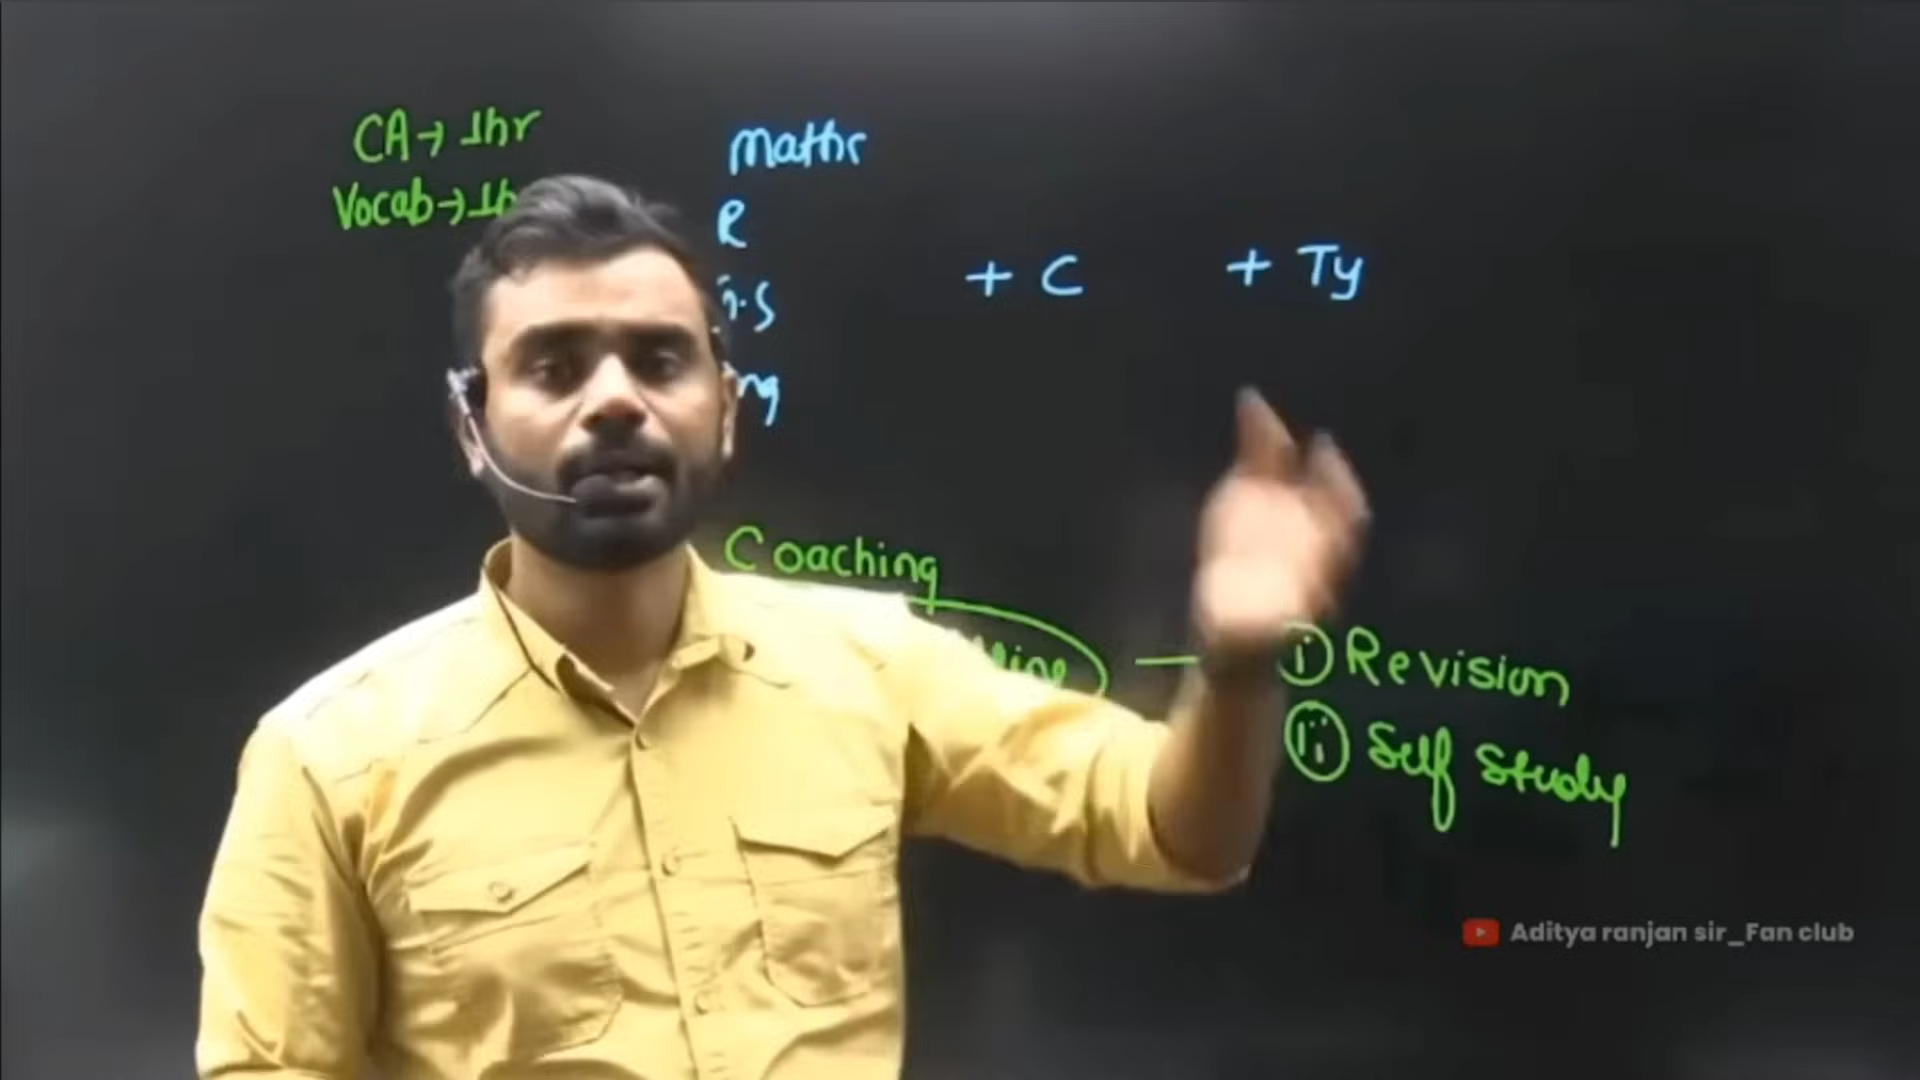 CA → 1hr
Vocab →
Maths
R
+ C + Ty
Coaching
i Revision
ii Self Study
Aditya ranjan sir_Fan club